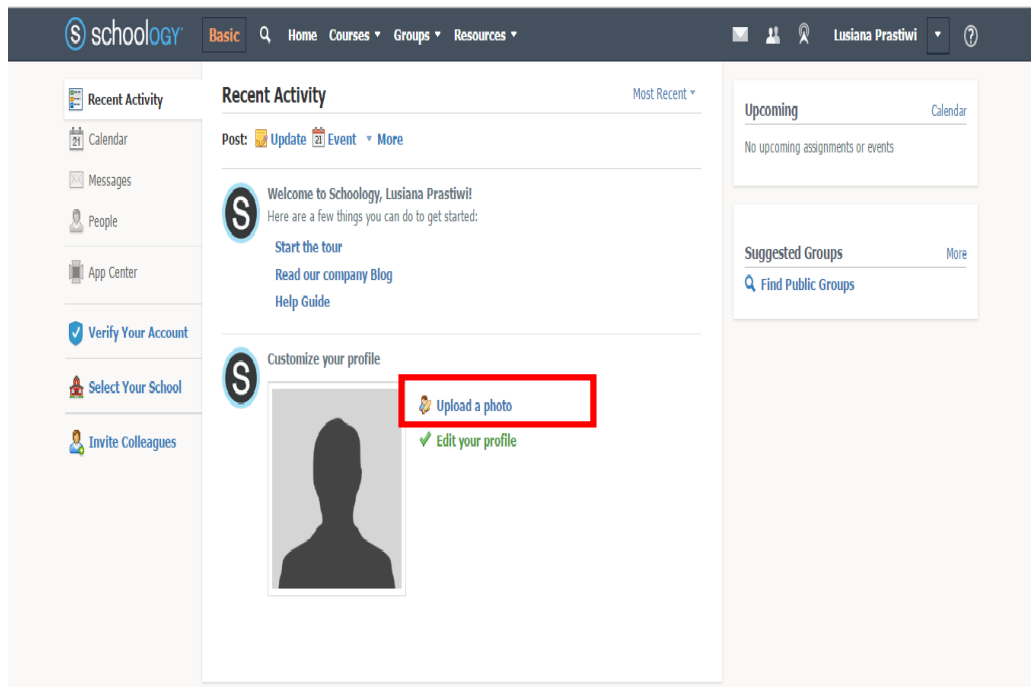 S schoology Basic Home Courses Groups Resources Lusiana Prastiwi ?
Recent Activity
21 Calendar
Messages
People
App Center
Verify Your Account
Select Your School
Invite Colleagues
Recent Activity Most Recent
Post: Update 21 Event More
S
Welcome to Schoology, Lusiana Prastiwi!
Here are a few things you can do to get started:
Start the tour
Read our company Blog
Help Guide
S
Customize your profile
Upload a photo
Edit your profile
Upcoming Calendar
No upcoming assignments or events
Suggested Groups More
Find Public Groups